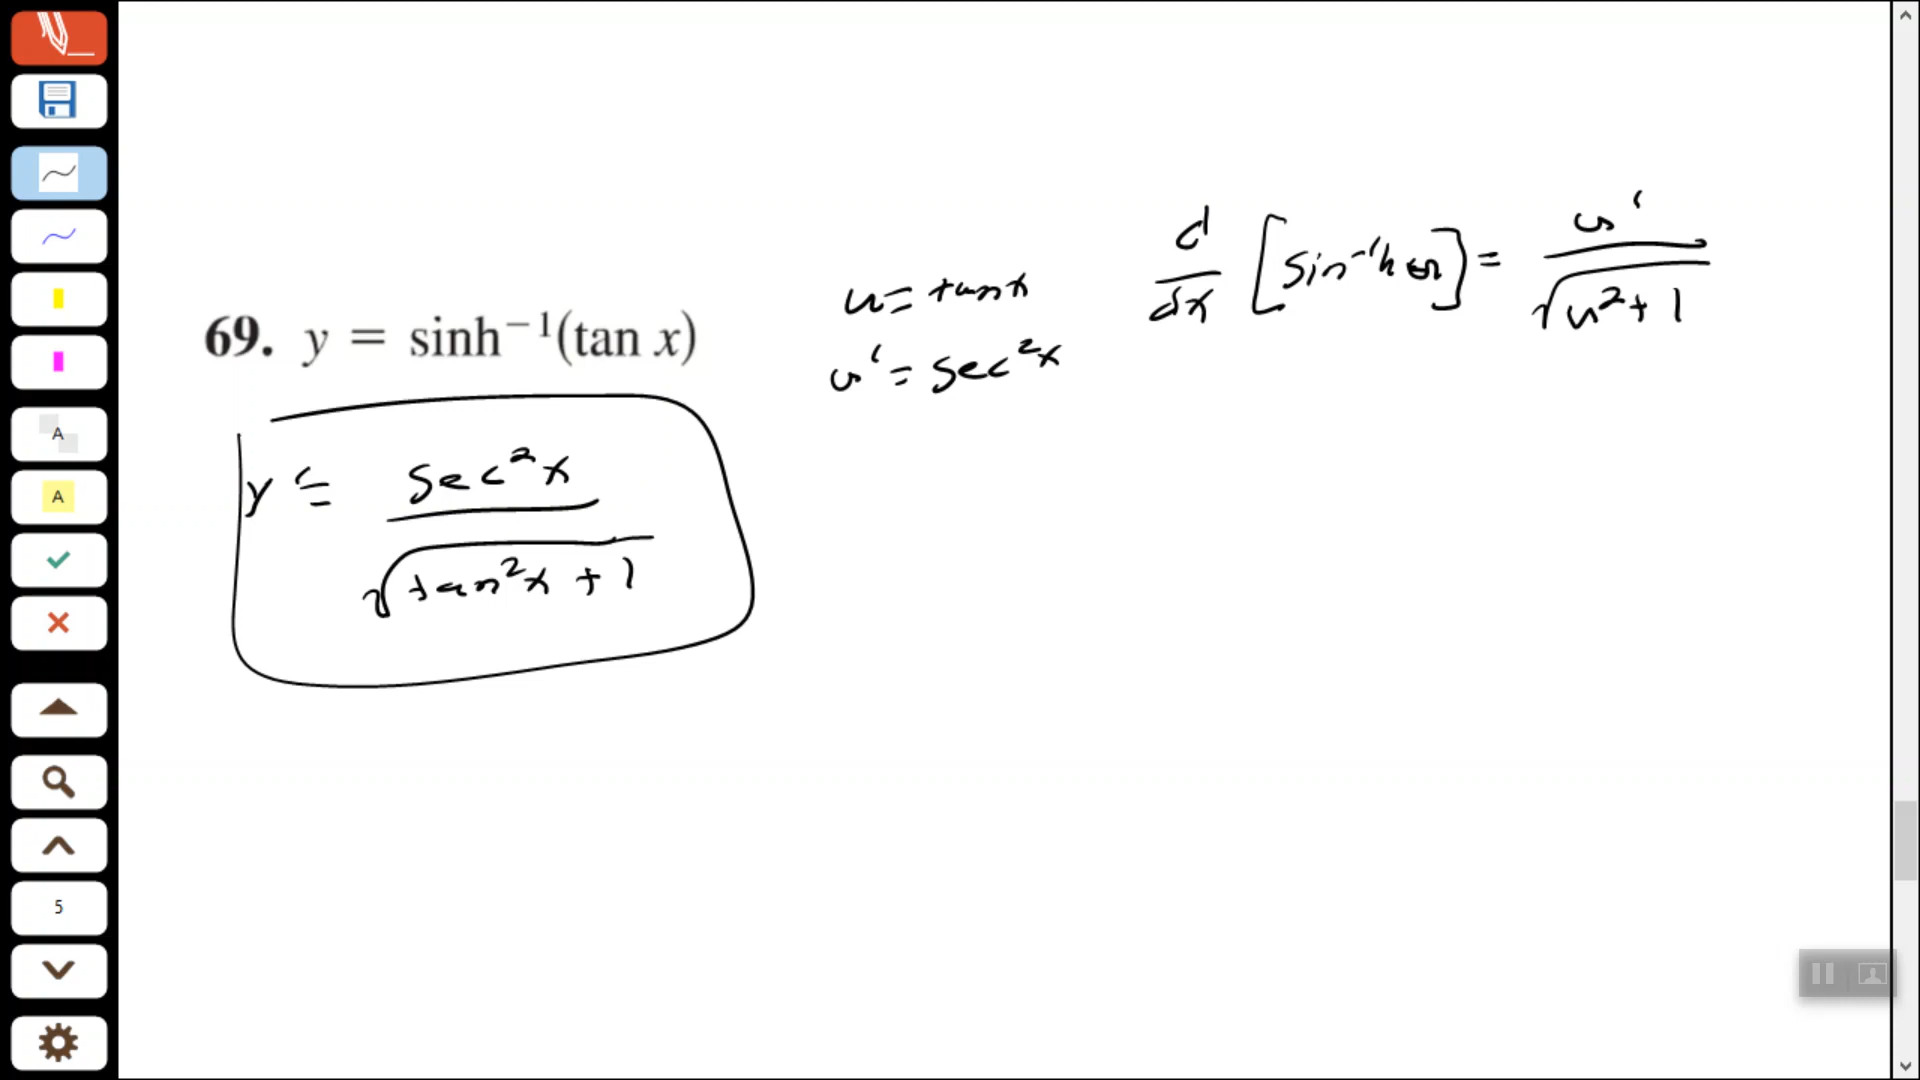 69. y = sinh⁻¹(tan x)
u = tan x
u' = sec²x
d/dx [sin⁻¹h u] = u' / √(u² + 1)
y' = sec²x / √(tan²x + 1)
A
A
5